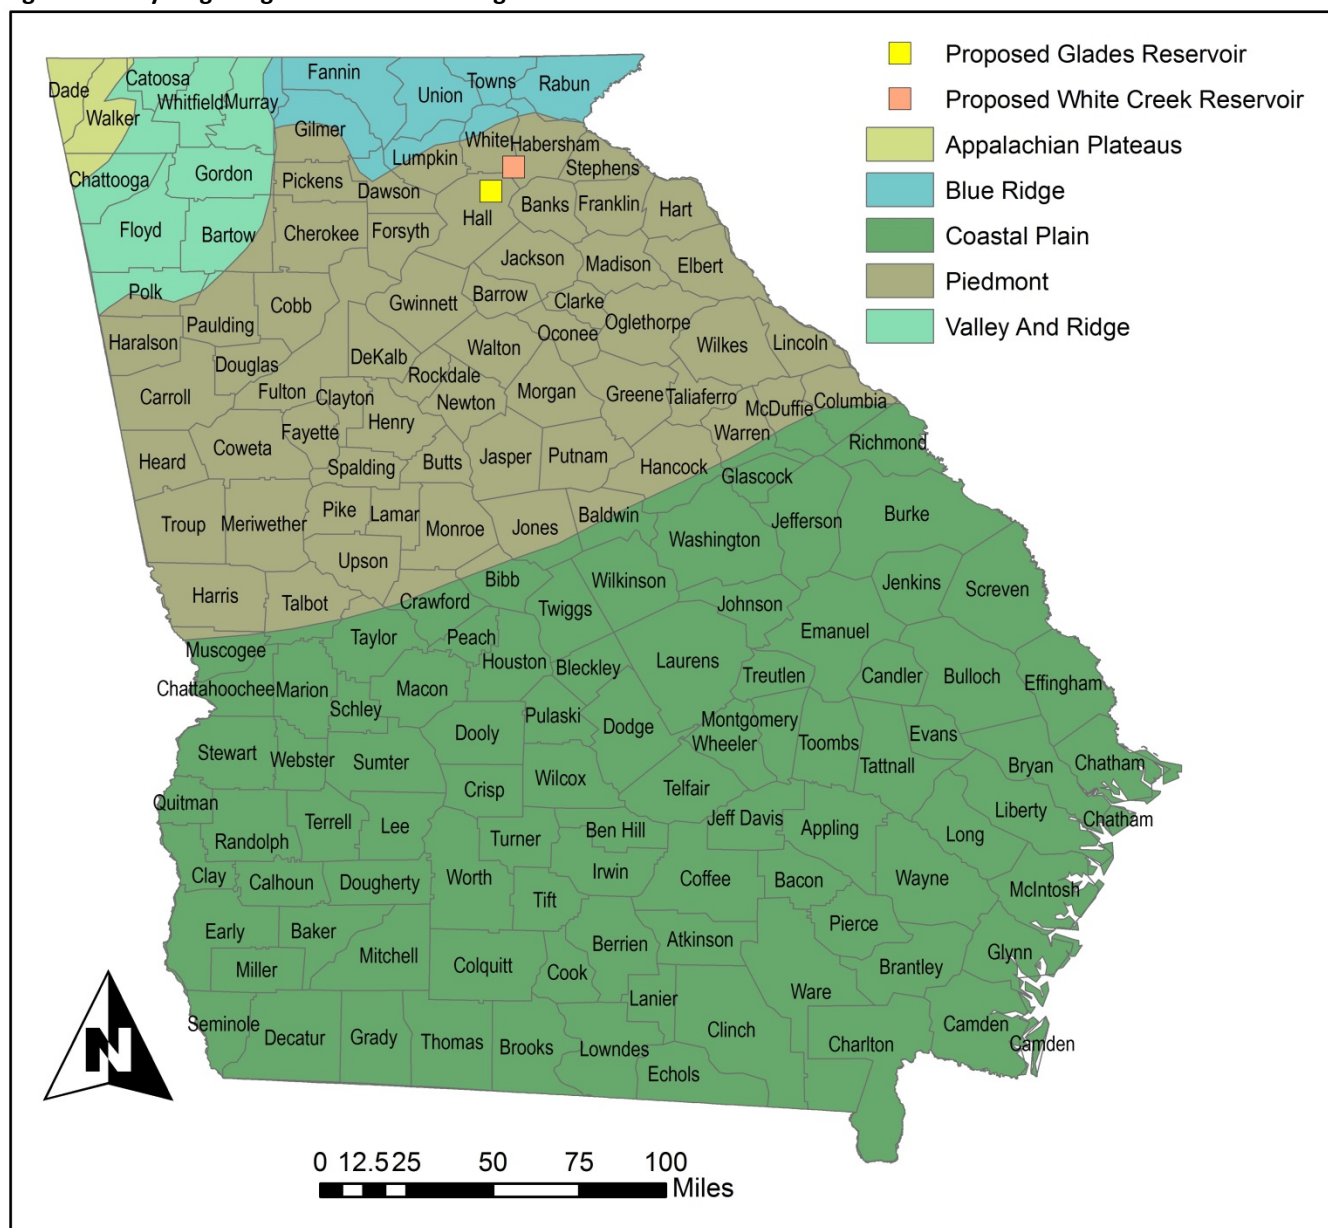 Proposed Glades Reservoir
Proposed White Creek Reservoir
Appalachian Plateaus
Blue Ridge
Coastal Plain
Piedmont
Valley And Ridge
Dade
Catoosa
Fannin
Towns
Rabun
Union
Walker
Whitfield
Murray
Gilmer
White
Habersham
Lumpkin
Stephens
Chattooga
Gordon
Pickens
Dawson
Banks
Franklin
Hart
Hall
Floyd
Bartow
Cherokee
Forsyth
Jackson
Madison
Elbert
Polk
Cobb
Gwinnett
Barrow
Clarke
Oglethorpe
Paulding
Haralson
Oconee
Walton
Wilkes
Lincoln
Douglas
DeKalb
Rockdale
Carroll
Fulton
Clayton
Newton
Morgan
Greene
Taliaferro
McDuffie
Columbia
Henry
Fayette
Warren
Richmond
Coweta
Heard
Spalding
Butts
Jasper
Putnam
Hancock
Glascock
Troup
Meriwether
Pike
Lamar
Monroe
Jones
Baldwin
Washington
Jefferson
Burke
Upson
Harris
Talbot
Crawford
Bibb
Wilkinson
Twiggs
Johnson
Jenkins
Screven
Taylor
Peach
Emanuel
Muscogee
Houston
Bleckley
Laurens
Treutlen
Candler
Bulloch
Effingham
Chattahoochee
Marion
Macon
Schley
Pulaski
Dodge
Montgomery
Wheeler
Toombs
Evans
Tattnall
Dooly
Stewart
Webster
Sumter
Wilcox
Bryan
Chatham
Crisp
Telfair
Quitman
Liberty
Chatham
Randolph
Terrell
Lee
Turner
Ben Hill
Jeff Davis
Appling
Long
Clay
Calhoun
Dougherty
Worth
Irwin
Coffee
Bacon
Wayne
McIntosh
Tift
Early
Baker
Mitchell
Berrien
Atkinson
Pierce
Glynn
Miller
Colquitt
Cook
Brantley
Lanier
Ware
Seminole
Decatur
Grady
Thomas
Brooks
Lowndes
Clinch
Charlton
Camden
Camden
Echols
N
0 12.5 25 50 75 100
Miles